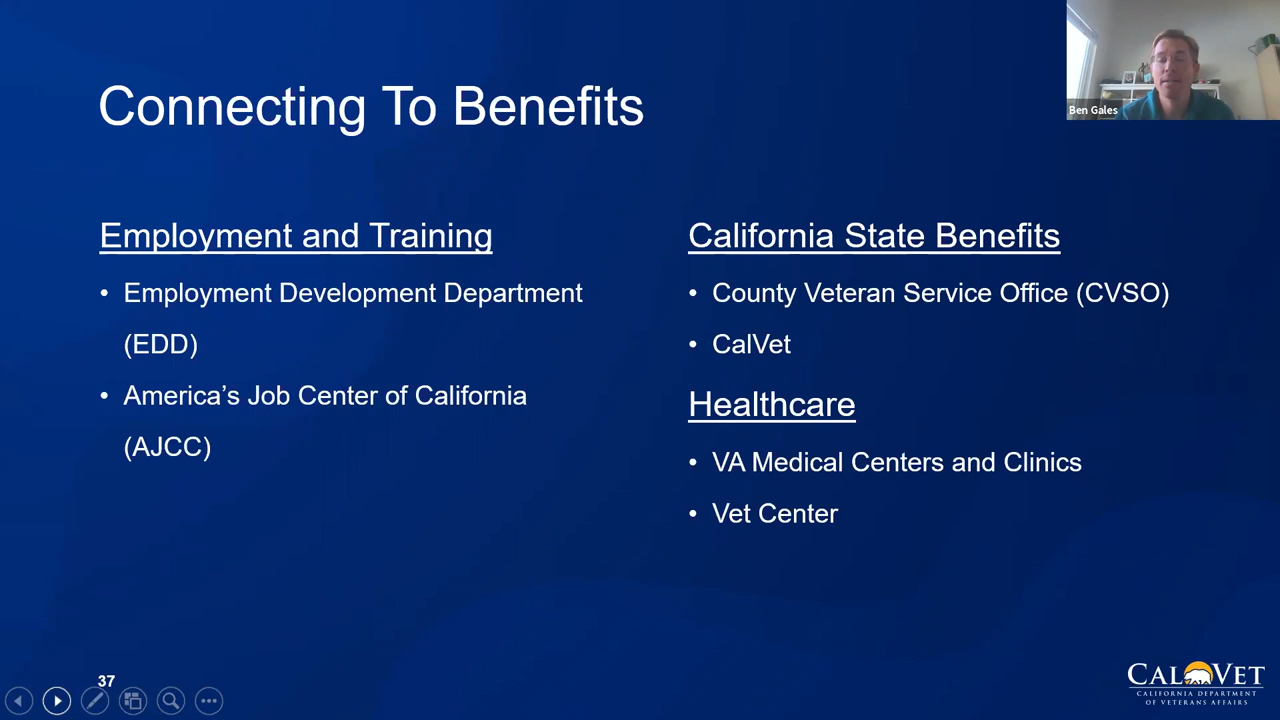 Connecting To Benefits
Ben Gales
Employment and Training
• Employment Development Department
(EDD)
• America’s Job Center of California
(AJCC)
California State Benefits
• County Veteran Service Office (CVSO)
• CalVet
Healthcare
• VA Medical Centers and Clinics
• Vet Center
37
CALVET
CALIFORNIA DEPARTMENT
OF VETERANS AFFAIRS